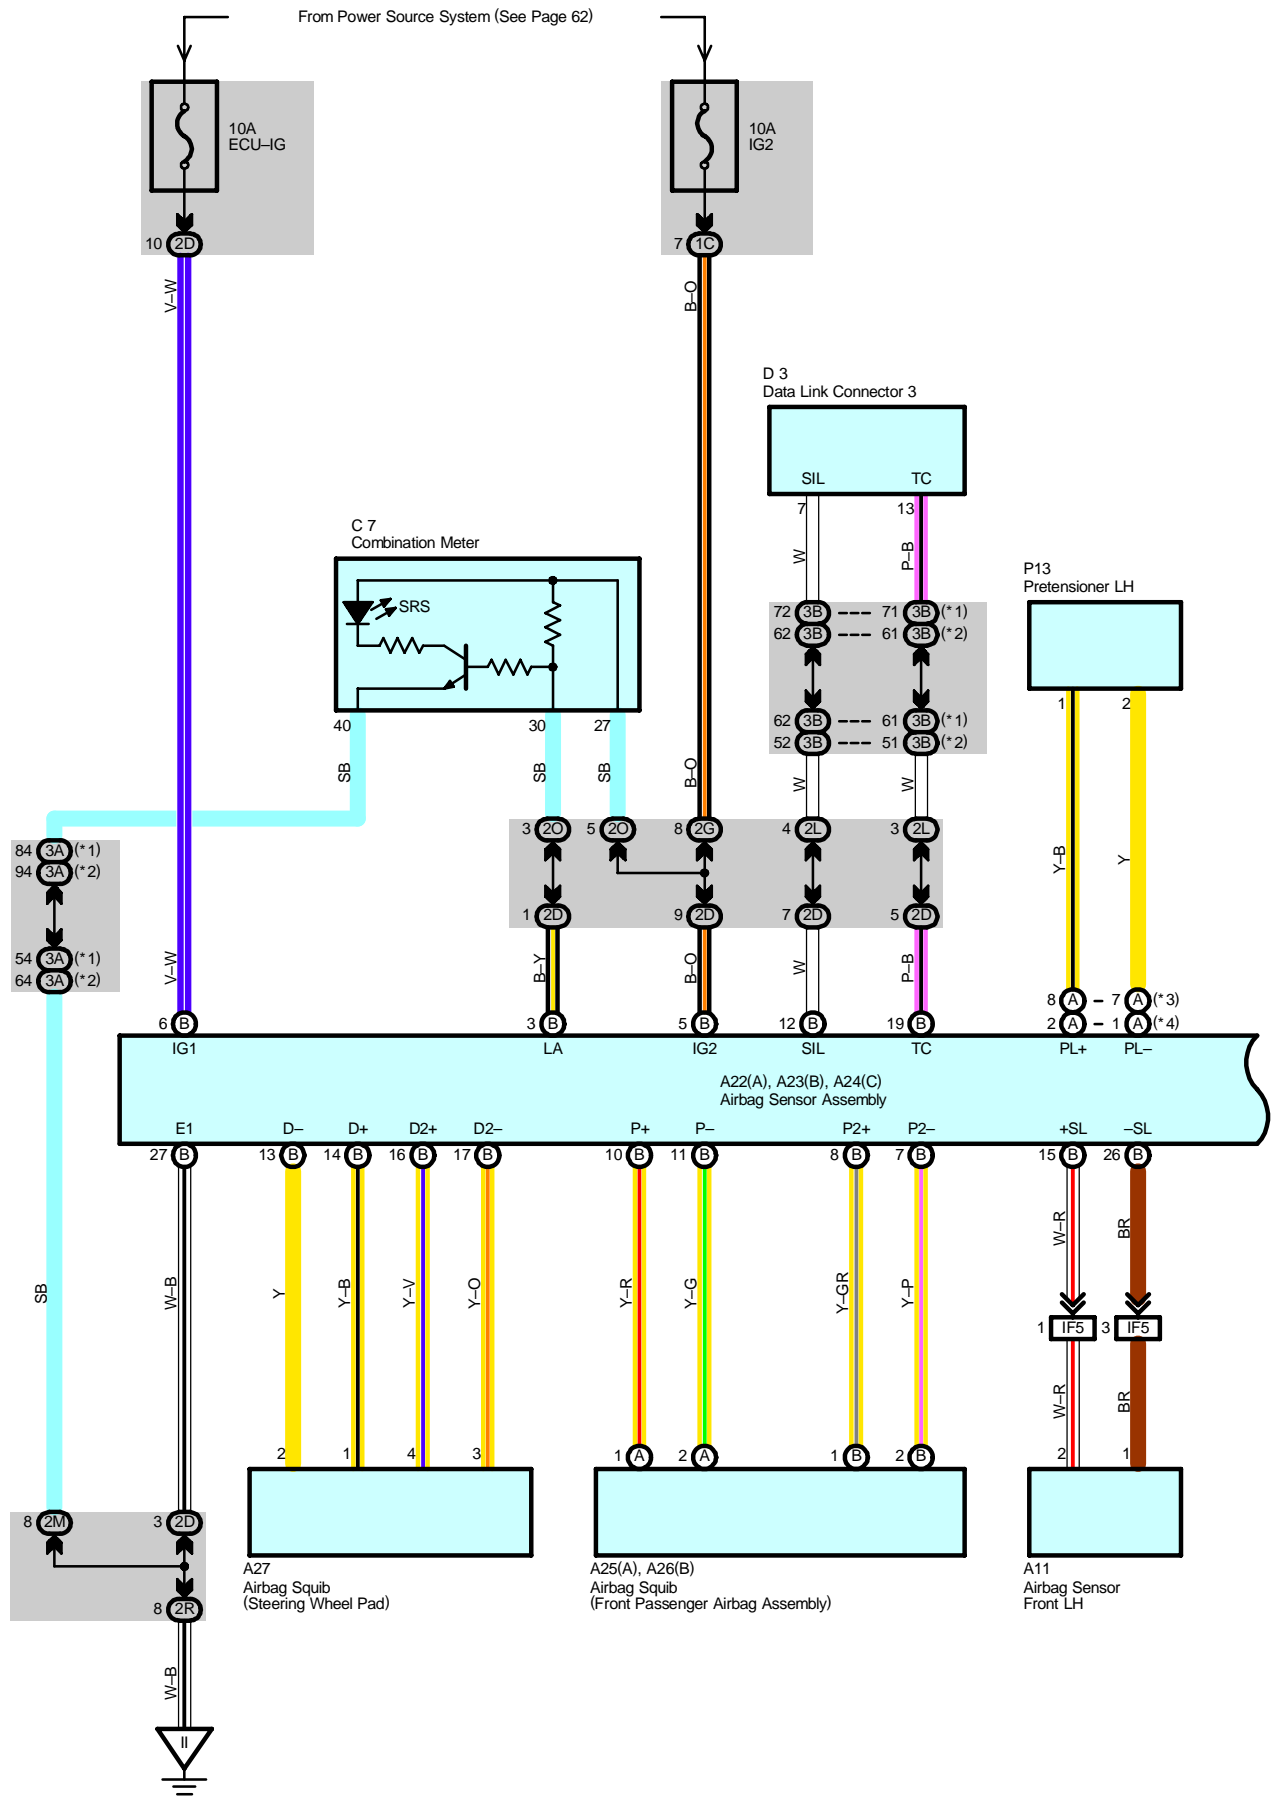 From Power Source System (See Page 62)
10A
ECU–IG
10A
IG2
10 2D
7 1C
V–W
B–O
D 3
Data Link Connector 3
SIL TC
7 13
W P–B
C 7
Combination Meter
SRS
P13
Pretensioner LH
72 3B 71 3B (*1)
62 3B 61 3B (*2)
62 3B 61 3B (*1)
52 3B 51 3B (*2)
1 2
40 30 27
SB SB SB B–O W W
3 2O 5 2O 8 2G 4 2L 3 2L
84 3A (*1)
94 3A (*2)
Y–B Y
1 2D 9 2D 7 2D 5 2D
54 3A (*1)
64 3A (*2)
V–W B–Y B–O W P–B
8 A – 7 A (*3)
2 A – 1 A (*4)
6 B 3 B 5 B 12 B 19 B
IG1 LA IG2 SIL TC PL+ PL–
A22(A), A23(B), A24(C)
Airbag Sensor Assembly
E1 D– D+ D2+ D2– P+ P– P2+ P2– +SL –SL
27 B 13 B 14 B 16 B 17 B 10 B 11 B 8 B 7 B 15 B 26 B
W–R BR
SB W–B Y Y–B Y–V Y–O Y–R Y–G Y–GR Y–P
1 IF5 3 IF5
W–R BR
2 1 4 3 1 A 2 A 1 B 2 B 2 1
8 2M 3 2D
A27
Airbag Squib
(Steering Wheel Pad)
A25(A), A26(B)
Airbag Squib
(Front Passenger Airbag Assembly)
A11
Airbag Sensor
Front LH
8 2R
W–B
II